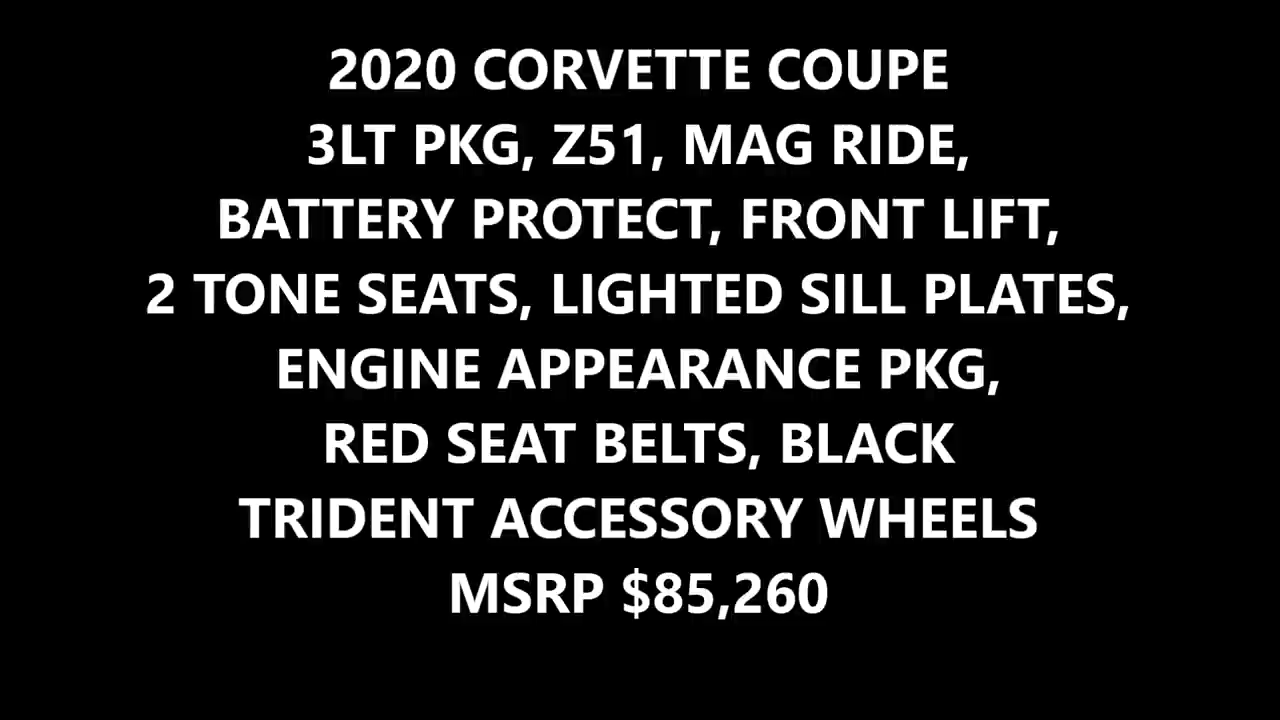 2020 CORVETTE COUPE
3LT PKG, Z51, MAG RIDE,
BATTERY PROTECT, FRONT LIFT,
2 TONE SEATS, LIGHTED SILL PLATES,
ENGINE APPEARANCE PKG,
RED SEAT BELTS, BLACK
TRIDENT ACCESSORY WHEELS
MSRP $85,260